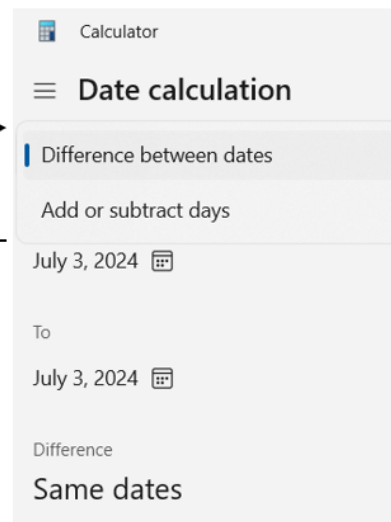 Calculator
Date calculation
Difference between dates
Add or subtract days
July 3, 2024
To
July 3, 2024
Difference
Same dates